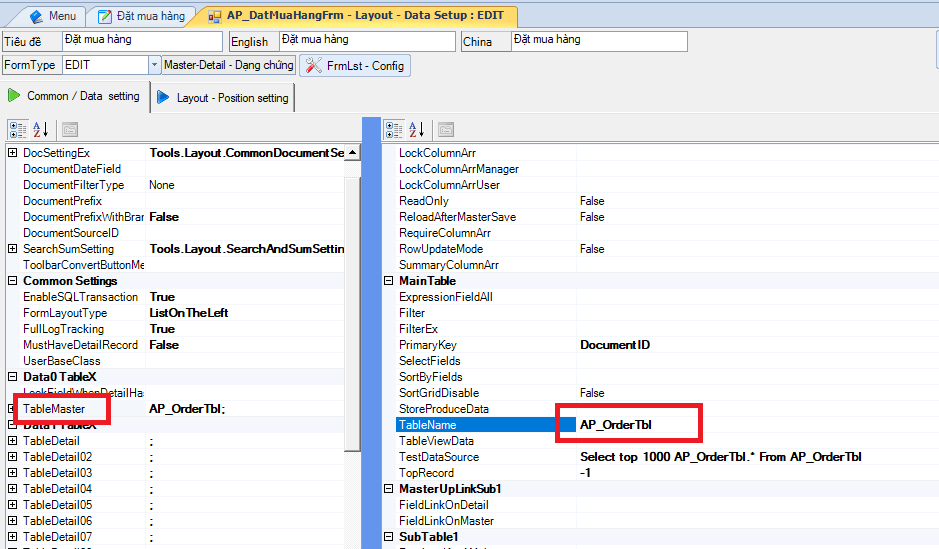 Menu Đặt mua hàng AP_DatMuaHangFrm - Layout - Data Setup : EDIT
Tiêu đề Đặt mua hàng English Đặt mua hàng China Đặt mua hàng
FormType EDIT Master-Detail - Dạng chứng FrmLst - Config
Common / Data setting Layout - Position setting
DocSettingEx Tools.Layout.CommonDocumentSe
DocumentDateField
DocumentFilterType None
DocumentPrefix
DocumentPrefixWithBran False
DocumentSourceID
SearchSumSetting Tools.Layout.SearchAndSumSettin
ToolbarConvertButtonMe
Common Settings
EnableSQLTransaction True
FormLayoutType ListOnTheLeft
FullLogTracking True
MustHaveDetailRecord False
UserBaseClass
Data0 TableX
TableMaster AP_OrderTbl;
Data1 TableX
TableDetail ;
TableDetail02 ;
TableDetail03 ;
TableDetail04 ;
TableDetail05 ;
TableDetail06 ;
TableDetail07 ;
LockColumnArr
LockColumnArrManager
LockColumnArrUser
ReadOnly False
ReloadAfterMasterSave False
RequireColumnArr
RowUpdateMode False
SummaryColumnArr
MainTable
ExpressionFieldAll
Filter
FilterEx
PrimaryKey DocumentID
SelectFields
SortByFields
SortGridDisable False
StoreProduceData
TableName AP_OrderTbl
TableViewData
TestDataSource Select top 1000 AP_OrderTbl.* From AP_OrderTbl
TopRecord -1
MasterUpLinkSub1
FieldLinkOnDetail
FieldLinkOnMaster
SubTable1